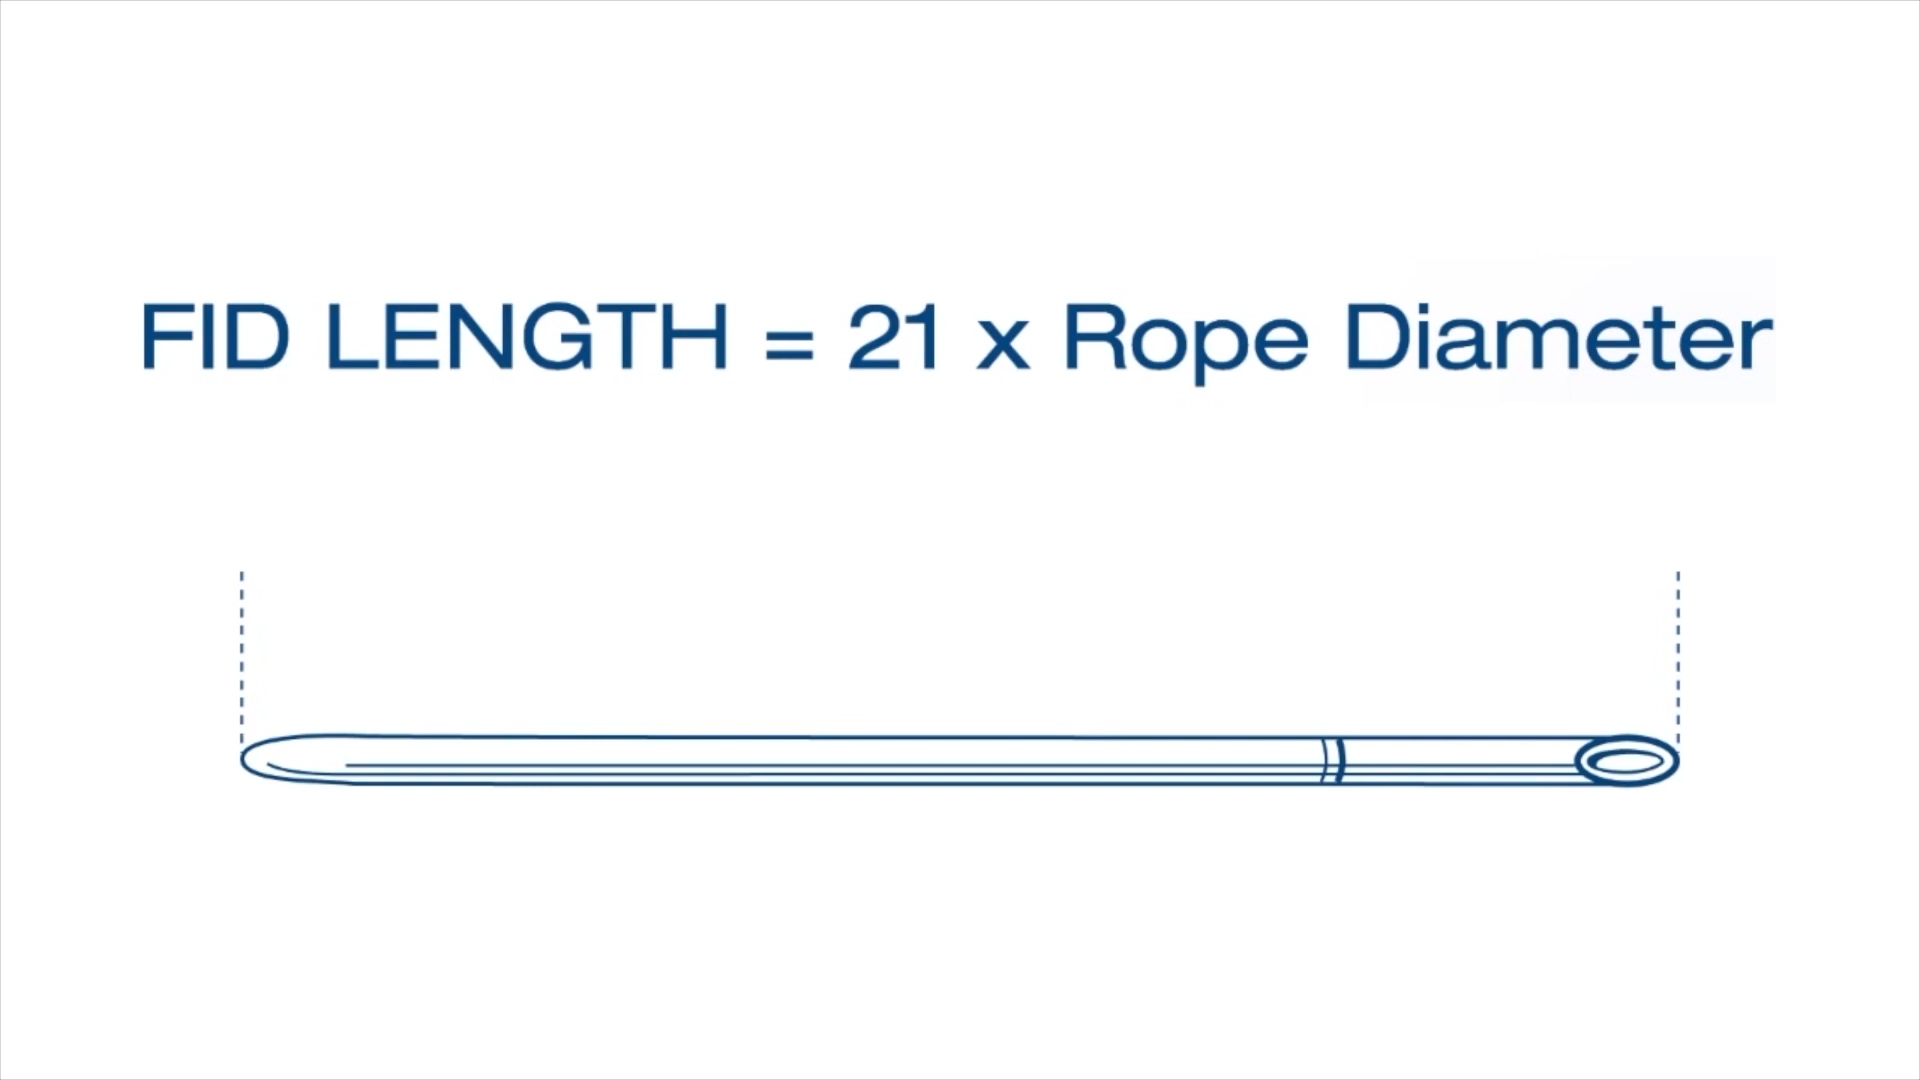 FID LENGTH = 21 x Rope Diameter